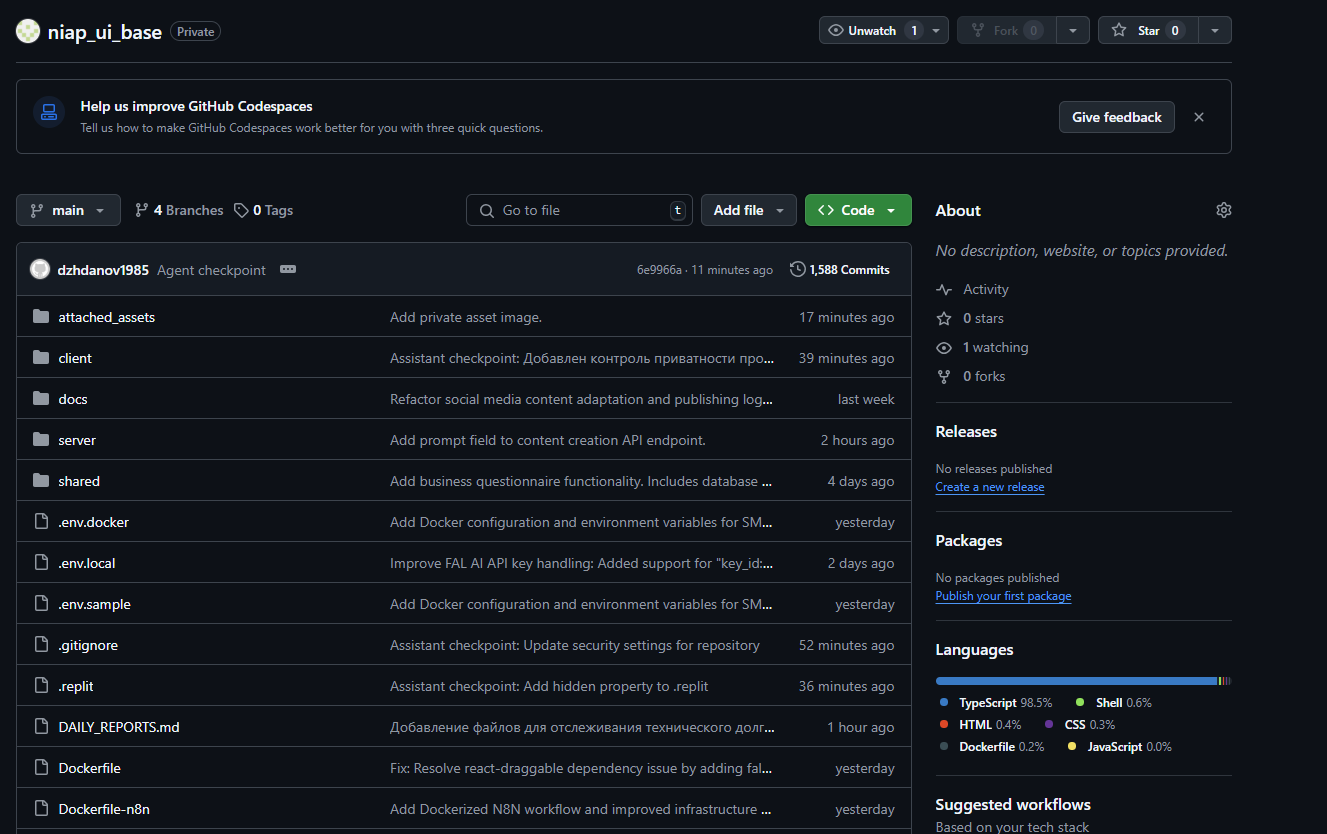 niap_ui_base Private Unwatch 1 Fork 0 Star 0
Help us improve GitHub Codespaces
Tell us how to make GitHub Codespaces work better for you with three quick questions.
Give feedback
main 4 Branches 0 Tags Go to file t Add file Code
dzhdanov1985 Agent checkpoint 6e9966a · 11 minutes ago 1,588 Commits
attached_assets Add private asset image. 17 minutes ago
client Assistant checkpoint: Добавлен контроль приватности про... 39 minutes ago
docs Refactor social media content adaptation and publishing log... last week
server Add prompt field to content creation API endpoint. 2 hours ago
shared Add business questionnaire functionality. Includes database ... 4 days ago
.env.docker Add Docker configuration and environment variables for SM... yesterday
.env.local Improve FAL AI API key handling: Added support for "key_id:... 2 days ago
.env.sample Add Docker configuration and environment variables for SM... yesterday
.gitignore Assistant checkpoint: Update security settings for repository 52 minutes ago
.replit Assistant checkpoint: Add hidden property to .replit 36 minutes ago
DAILY_REPORTS.md Добавление файлов для отслеживания технического долг... 1 hour ago
Dockerfile Fix: Resolve react-draggable dependency issue by adding fal... yesterday
Dockerfile-n8n Add Dockerized N8N workflow and improved infrastructure ... yesterday
About
No description, website, or topics provided.
Activity
0 stars
1 watching
0 forks
Releases
No releases published
Create a new release
Packages
No packages published
Publish your first package
Languages
TypeScript 98.5% Shell 0.6%
HTML 0.4% CSS 0.3%
Dockerfile 0.2% JavaScript 0.0%
Suggested workflows
Based on your tech stack